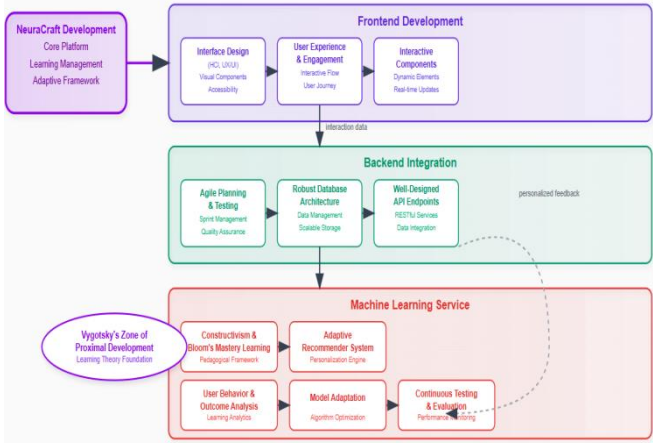 NeuraCraft Development
Core Platform
Learning Management
Adaptive Framework
Frontend Development
Interface Design
(HCI, UX/UI)
Visual Components
Accessibility
User Experience
& Engagement
Interactive Flow
User Journey
Interactive
Components
Dynamic Elements
Real-time Updates
interaction data
Backend Integration
Agile Planning
& Testing
Sprint Management
Quality Assurance
Robust Database
Architecture
Data Management
Scalable Storage
Well-Designed
API Endpoints
RESTful Services
Data Integration
personalized feedback
Machine Learning Service
Vygotsky's Zone of
Proximal Development
Learning Theory Foundation
Constructivism &
Bloom's Mastery Learning
Pedagogical Framework
Adaptive
Recommender System
Personalization Engine
User Behavior &
Outcome Analysis
Learning Analytics
Model Adaptation
Algorithm Optimization
Continuous Testing
& Evaluation
Performance Monitoring